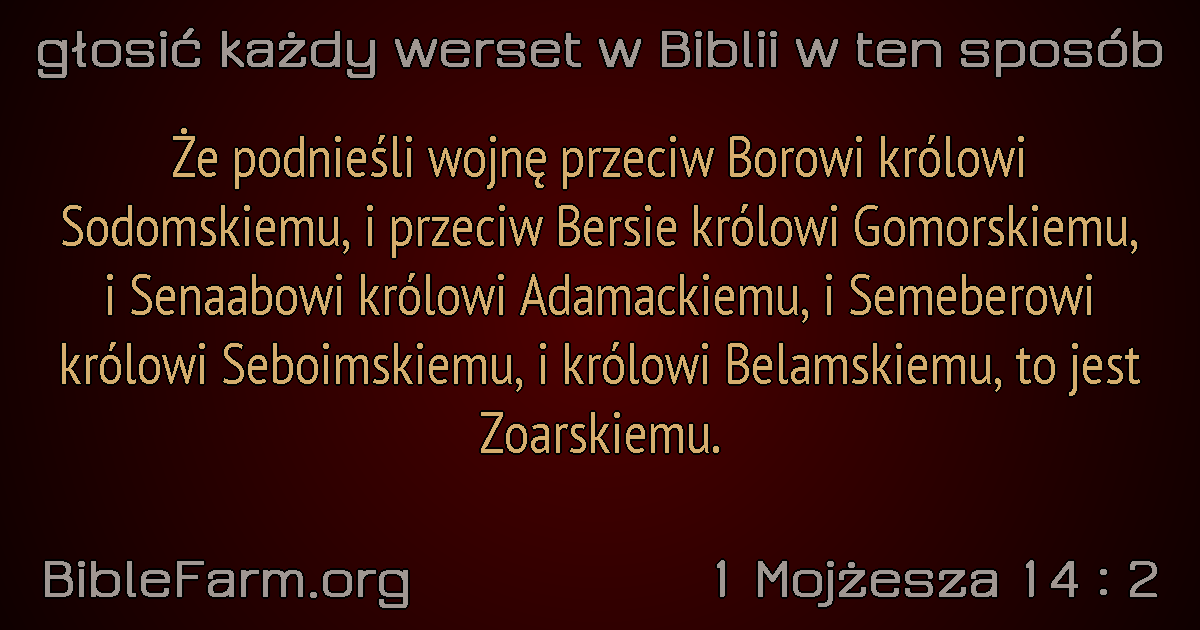 głosić każdy werset w Biblii w ten sposób
Że podnieśli wojnę przeciw Borowi królowi
Sodomskiemu, i przeciw Bersie królowi Gomorskiemu,
i Senaabowi królowi Adamackiemu, i Semeberowi
królowi Seboimskiemu, i królowi Belamskiemu, to jest
Zoarskiemu.
BibleFarm.org
1 Mojżesza 14 : 2